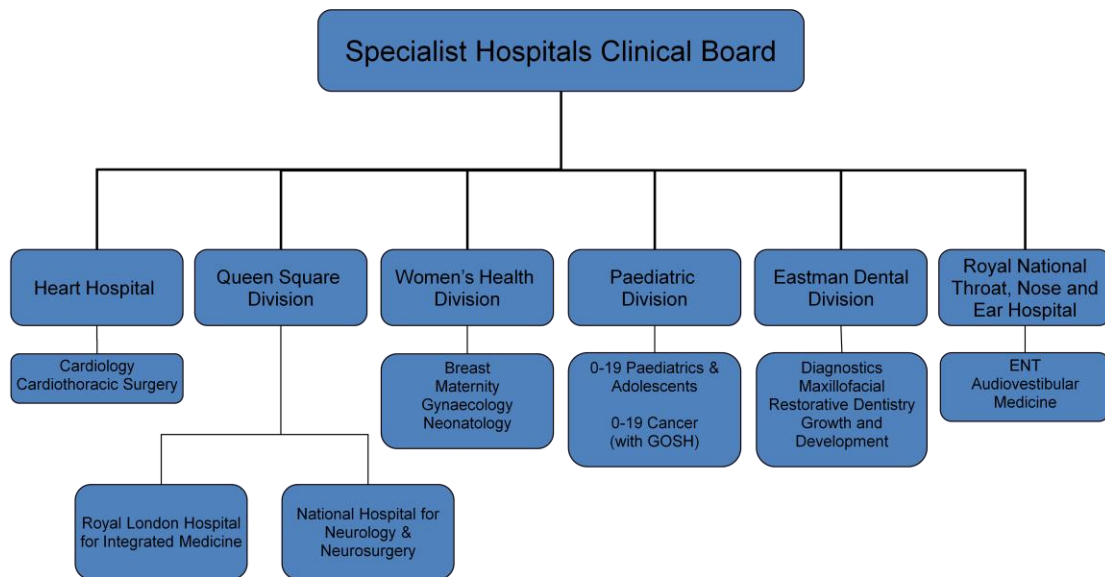 Specialist Hospitals Clinical Board
Heart Hospital
Queen Square
Division
Women's Health
Division
Paediatric
Division
Eastman Dental
Division
Royal National
Throat, Nose and
Ear Hospital
Cardiology
Cardiothoracic Surgery
Breast
Maternity
Gynaecology
Neonatology
0-19 Paediatrics &
Adolescents
0-19 Cancer
(with GOSH)
Diagnostics
Maxillofacial
Restorative Dentistry
Growth and
Development
ENT
Audiovestibular
Medicine
Royal London Hospital
for Integrated Medicine
National Hospital for
Neurology &
Neurosurgery